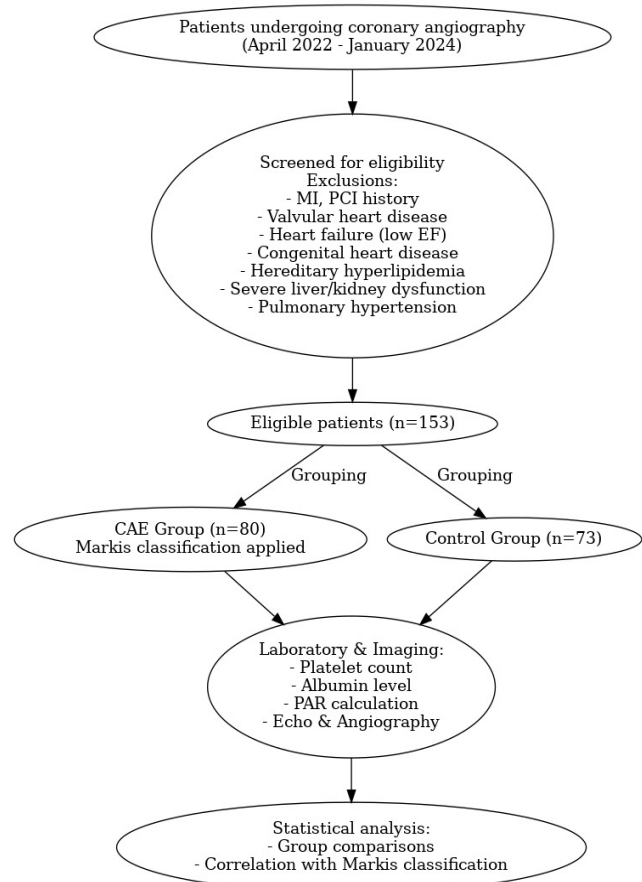 Patients undergoing coronary angiography
(April 2022 - January 2024)
Screened for eligibility
Exclusions:
- MI, PCI history
- Valvular heart disease
- Heart failure (low EF)
- Congenital heart disease
- Hereditary hyperlipidemia
- Severe liver/kidney dysfunction
- Pulmonary hypertension
Eligible patients (n=153)
Grouping
Grouping
CAE Group (n=80)
Markis classification applied
Control Group (n=73)
Laboratory & Imaging:
- Platelet count
- Albumin level
- PAR calculation
- Echo & Angiography
Statistical analysis:
- Group comparisons
- Correlation with Markis classification